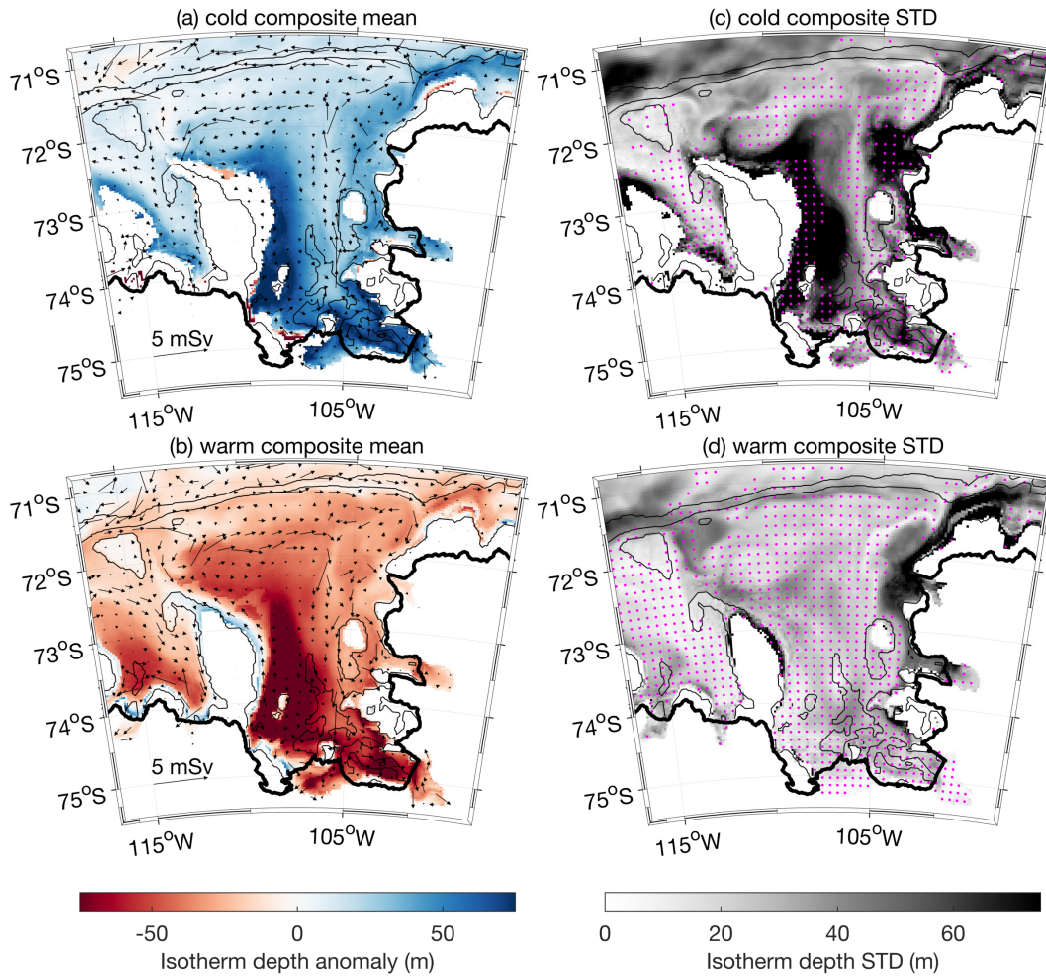 (a) cold composite mean
71°S
72°S
73°S
74°S
75°S
5 mSv
115°W
105°W
(c) cold composite STD
71°S
72°S
73°S
74°S
75°S
115°W
105°W
(b) warm composite mean
71°S
72°S
73°S
74°S
75°S
5 mSv
115°W
105°W
(d) warm composite STD
71°S
72°S
73°S
74°S
75°S
115°W
105°W
-50 0 50
Isotherm depth anomaly (m)
0 20 40 60
Isotherm depth STD (m)